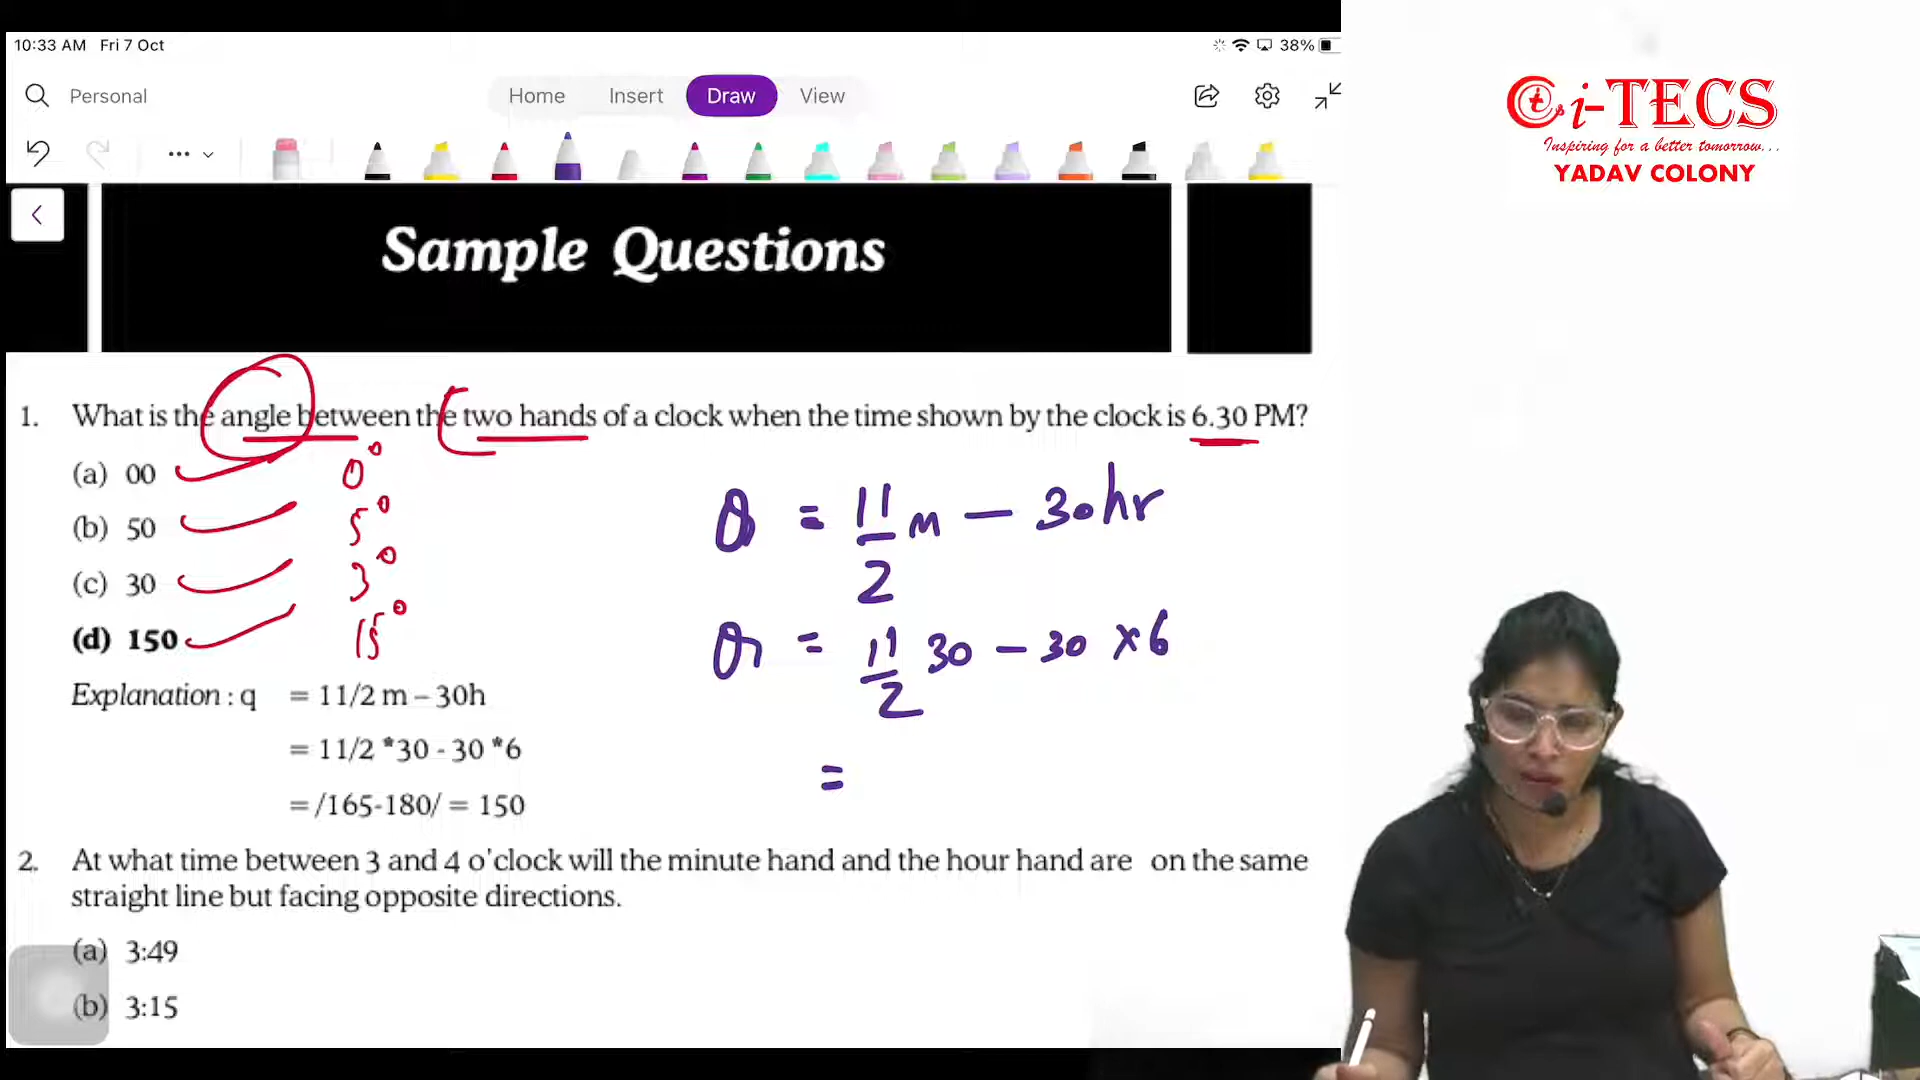 10:33 AM Fri 7 Oct
38%
Personal
Home Insert Draw View
i-TECS
Inspiring for a better tomorrow...
YADAV COLONY
Sample Questions
1. What is the angle between the two hands of a clock when the time shown by the clock is 6.30 PM?
(a) 00 0°
(b) 50 5°
(c) 30 3°
(d) 150 15°
θ = 11/2 m — 30hr
θ = 11/2 30 — 30 × 6
=
Explanation : q = 11/2 m – 30h
= 11/2 *30 - 30 *6
= /165-180/ = 150
2. At what time between 3 and 4 o'clock will the minute hand and the hour hand are on the same
straight line but facing opposite directions.
(a) 3:49
(b) 3:15